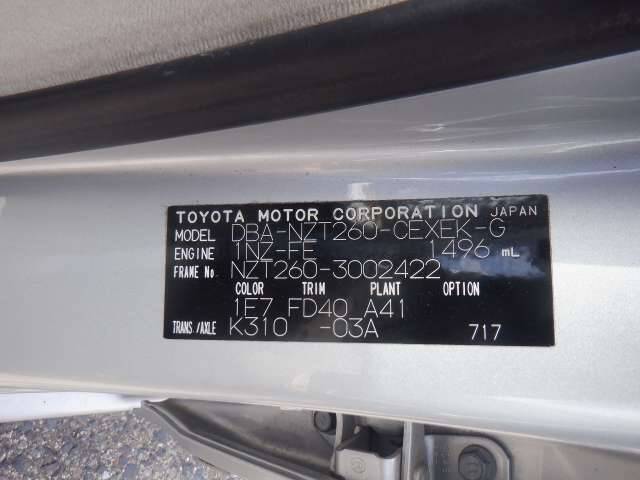 TOYOTA MOTOR CORPORATION JAPAN
MODEL DBA-NZT260-CEXEK-G
ENGINE 1NZ-FE 1496 mL
FRAME No. NZT260-3002422
COLOR TRIM PLANT OPTION
1E7 FD40 A41
TRANS/AXLE K310 -03A 717